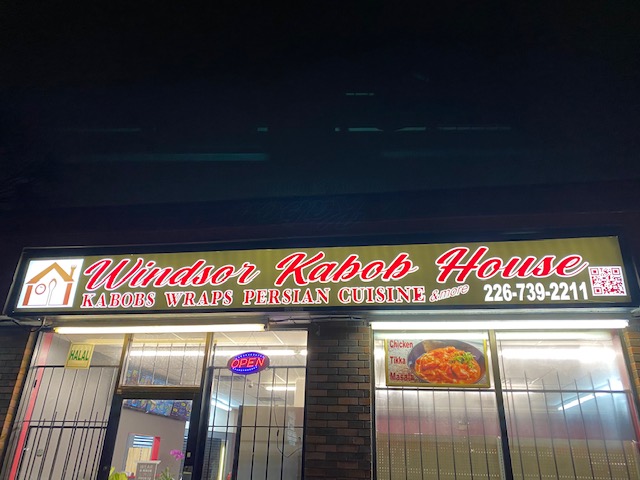 Windsor Kabob House
KABOBS WRAPS PERSIAN CUISINE &more 226-739-2211
HALAL
OPEN
Chicken
Tikka
Masala